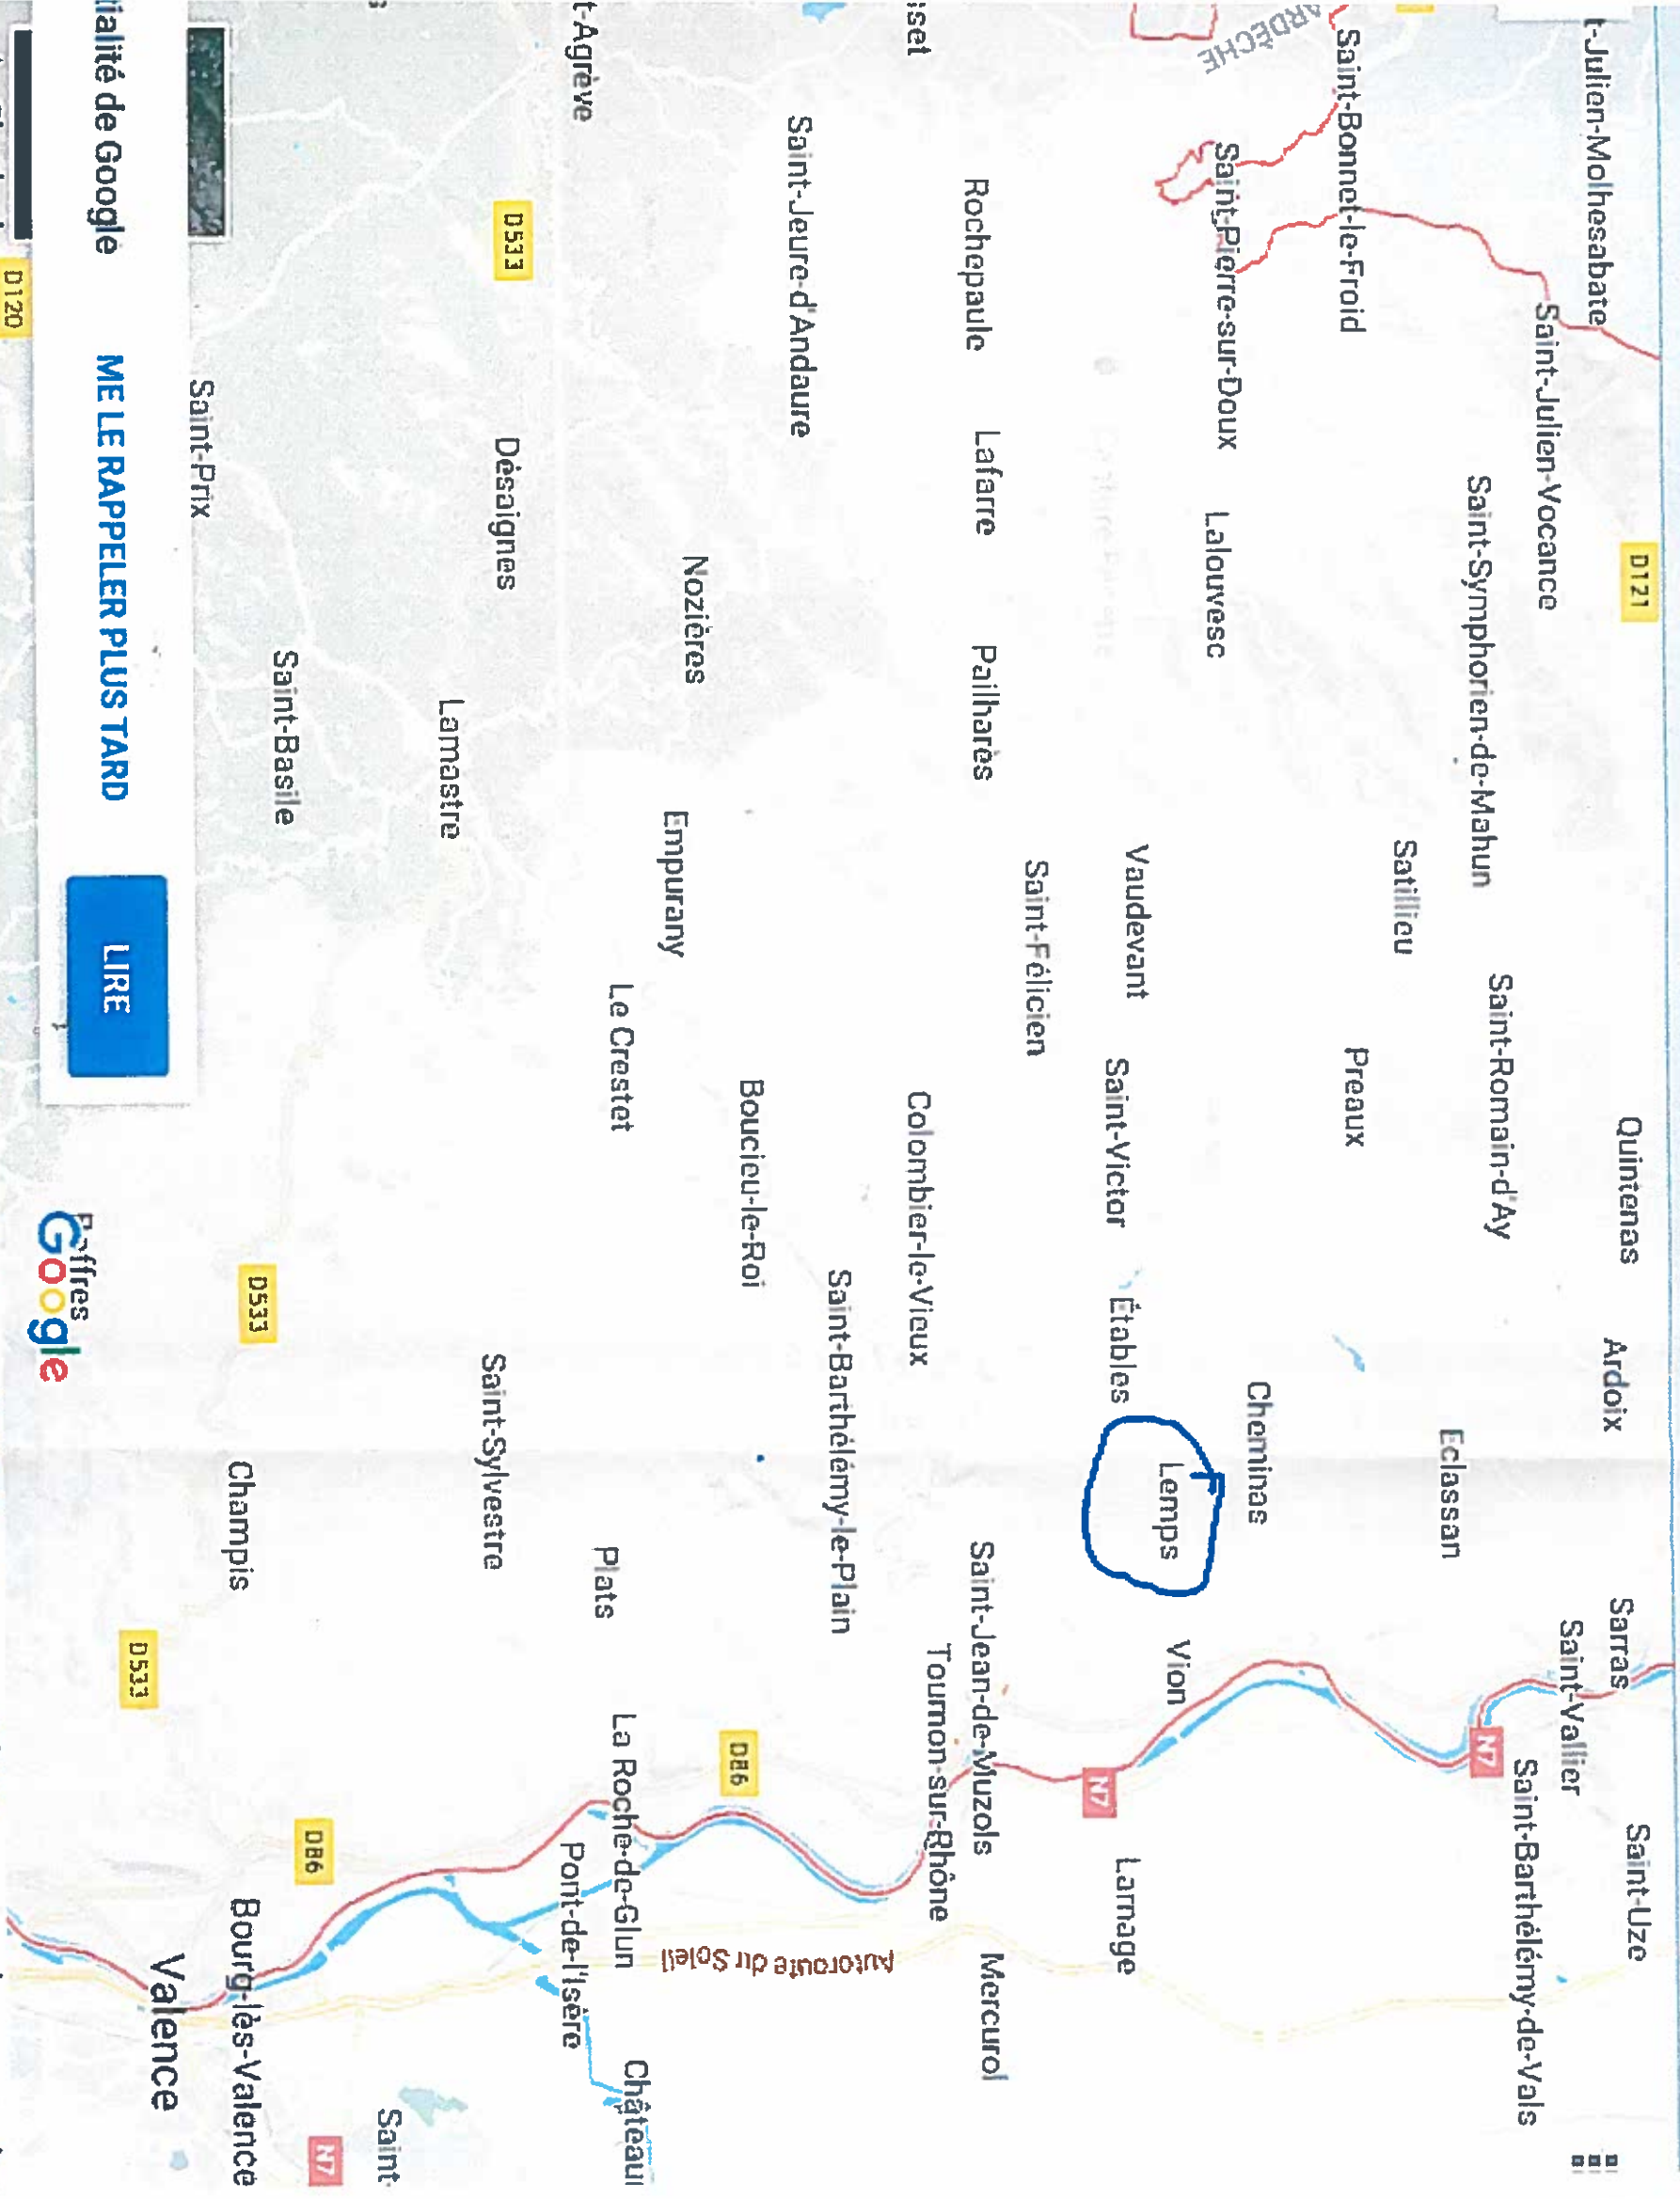 t-Julien-Molhesabate
D121
Quintenas
Ardoix
Sarras
Saint-Uze
Saint-Julien-Vocance
Saint-Vallier
Saint-Symphorien-de-Mahun
Saint-Romain-d'Ay
Eclassan
N7
Saint-Barthélémy-de-Vals
Saint-Bonnet-le-Froid
Satillieu
Preaux
ARDÈCHE
Saint-Pierre-sur-Doux
Lalouvesc
Cheminas
Vaudevant
Saint-Victor
Étables
Lemps
Vion
N7
Larnage
Saint-Félicien
Rochepaule
Lafarre
Pailharès
Saint-Jean-de-Muzols
Mercurol
Tournon-sur-Rhône
set
Colombier-le-Vieux
Saint-Jeure-d'Andaure
Saint-Barthélémy-le-Plain
Autoroute du Soleil
Boucieu-le-Roi
D86
Nozières
Empurany
Le Crestet
Plats
La Roche-de-Glun
Château
t-Agrève
Pont-de-l'Isère
D533
Désaignes
Lamastre
Saint-Sylvestre
Saint
Saint-Basile
D86
N7
D533
Champis
Bourg-lès-Valence
Saint-Prix
D533
Valence
ialité de Google
ME LE RAPPELER PLUS TARD
LIRE
ffres
Google
D120